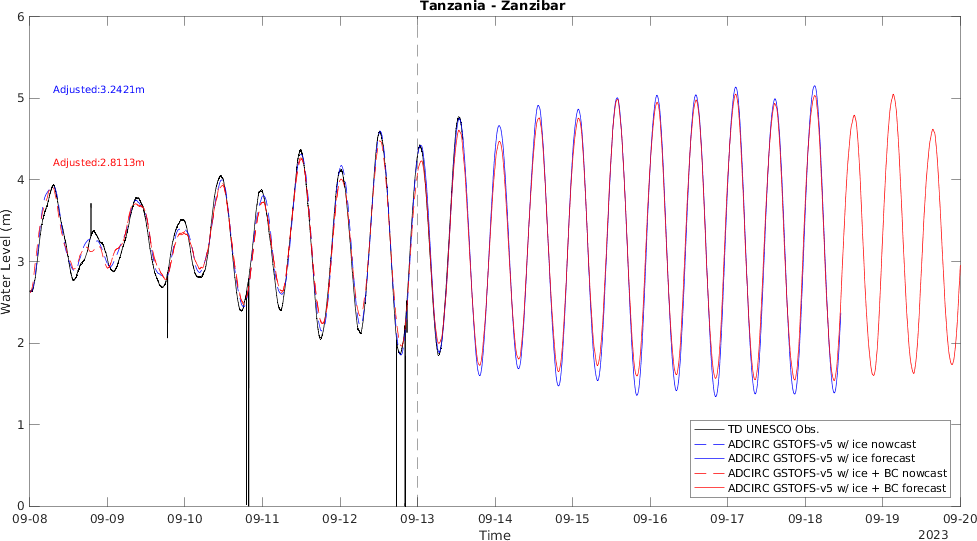 Tanzania - Zanzibar
6
5
4
3
2
1
0
Water Level (m)
Adjusted:3.2421m
Adjusted:2.8113m
TD UNESCO Obs.
ADCIRC GSTOFS-v5 w/ ice nowcast
ADCIRC GSTOFS-v5 w/ ice forecast
ADCIRC GSTOFS-v5 w/ ice + BC nowcast
ADCIRC GSTOFS-v5 w/ ice + BC forecast
09-08 09-09 09-10 09-11 09-12 09-13 09-14 09-15 09-16 09-17 09-18 09-19 09-20
Time
2023